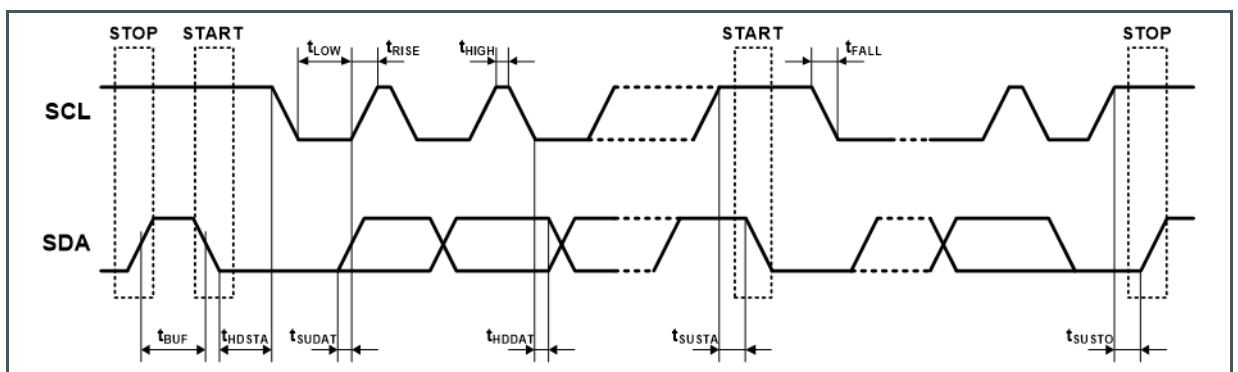 STOP START START STOP
tLOW tRISE tHIGH tFALL
SCL
SDA
tBUF tHDSTA tSUDAT tHDDAT tSUSTA tSUSTO